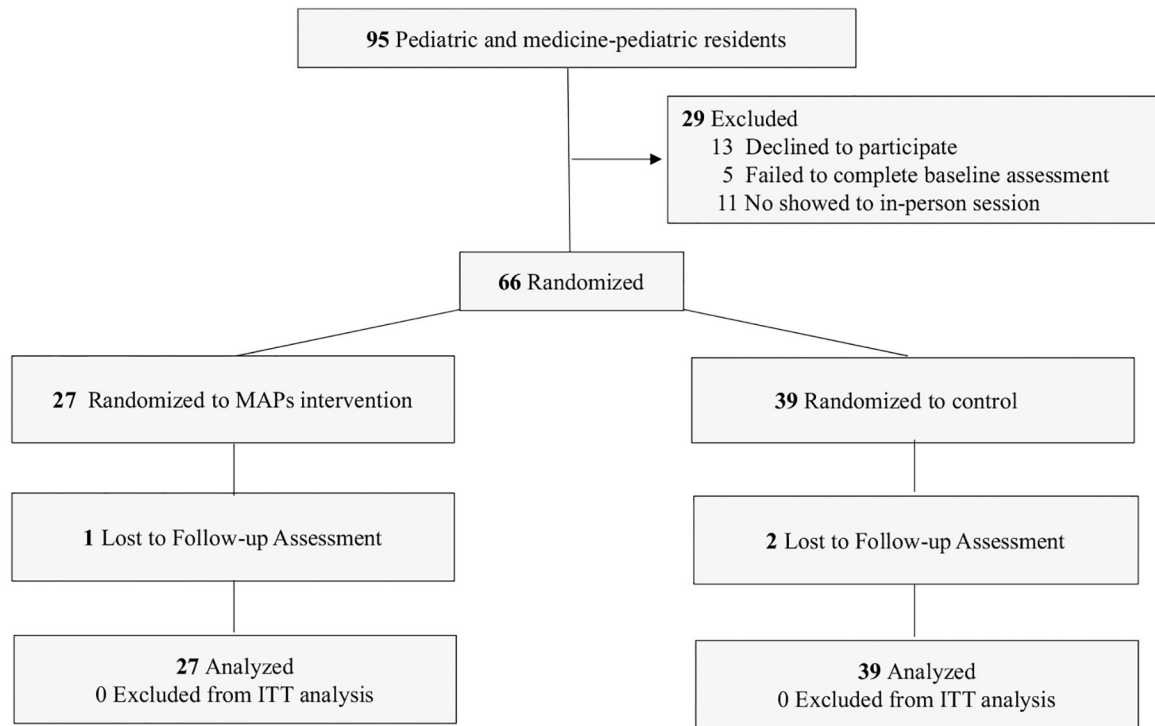 95 Pediatric and medicine-pediatric residents
29 Excluded
13 Declined to participate
5 Failed to complete baseline assessment
11 No showed to in-person session
66 Randomized
27 Randomized to MAPs intervention
39 Randomized to control
1 Lost to Follow-up Assessment
2 Lost to Follow-up Assessment
27 Analyzed
0 Excluded from ITT analysis
39 Analyzed
0 Excluded from ITT analysis